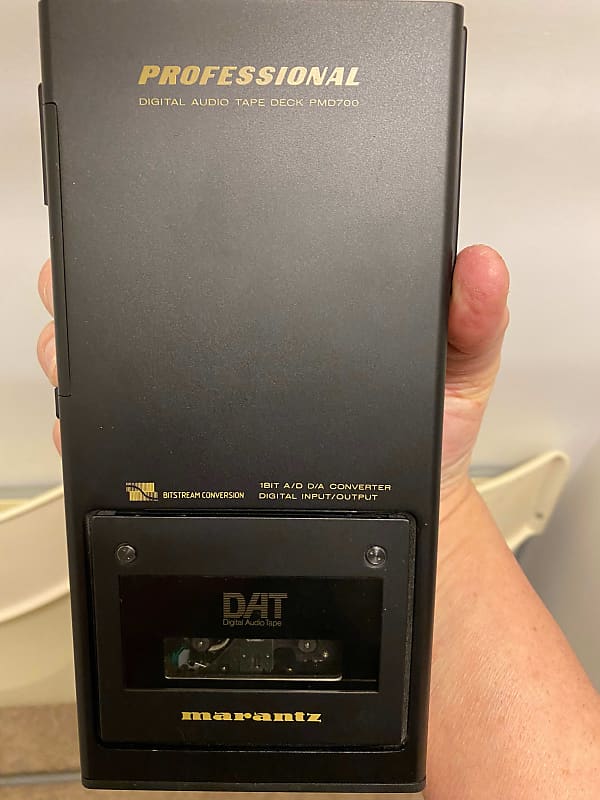 PROFESSIONAL
DIGITAL AUDIO TAPE DECK PMD700
BITSTREAM CONVERSION
1BIT A/D D/A CONVERTER
DIGITAL INPUT/OUTPUT
DAT
Digital Audio Tape
marantz